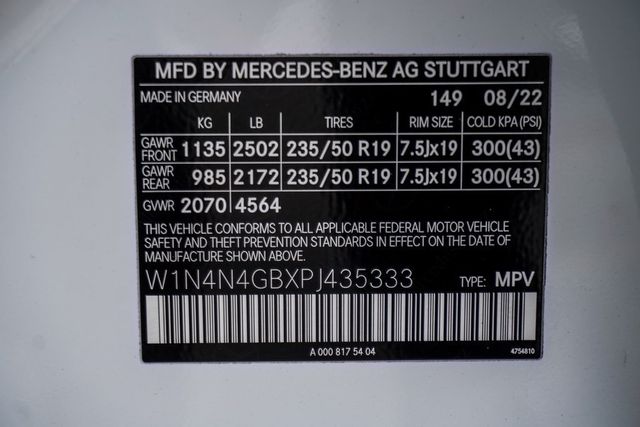 MFD BY MERCEDES-BENZ AG STUTTGART
MADE IN GERMANY 149 08/22
KG LB TIRES RIM SIZE COLD KPA (PSI)
GAWR FRONT 1135 2502 235/50 R19 7.5Jx19 300(43)
GAWR REAR 985 2172 235/50 R19 7.5Jx19 300(43)
GWR 2070 4564
THIS VEHICLE CONFORMS TO ALL APPLICABLE FEDERAL MOTOR VEHICLE
SAFETY AND THEFT PREVENTION STANDARDS IN EFFECT ON THE DATE OF
MANUFACTURE SHOWN ABOVE.
W1N4N4GBXPJ435333 TYPE: MPV
A 000 817 54 04 4754810